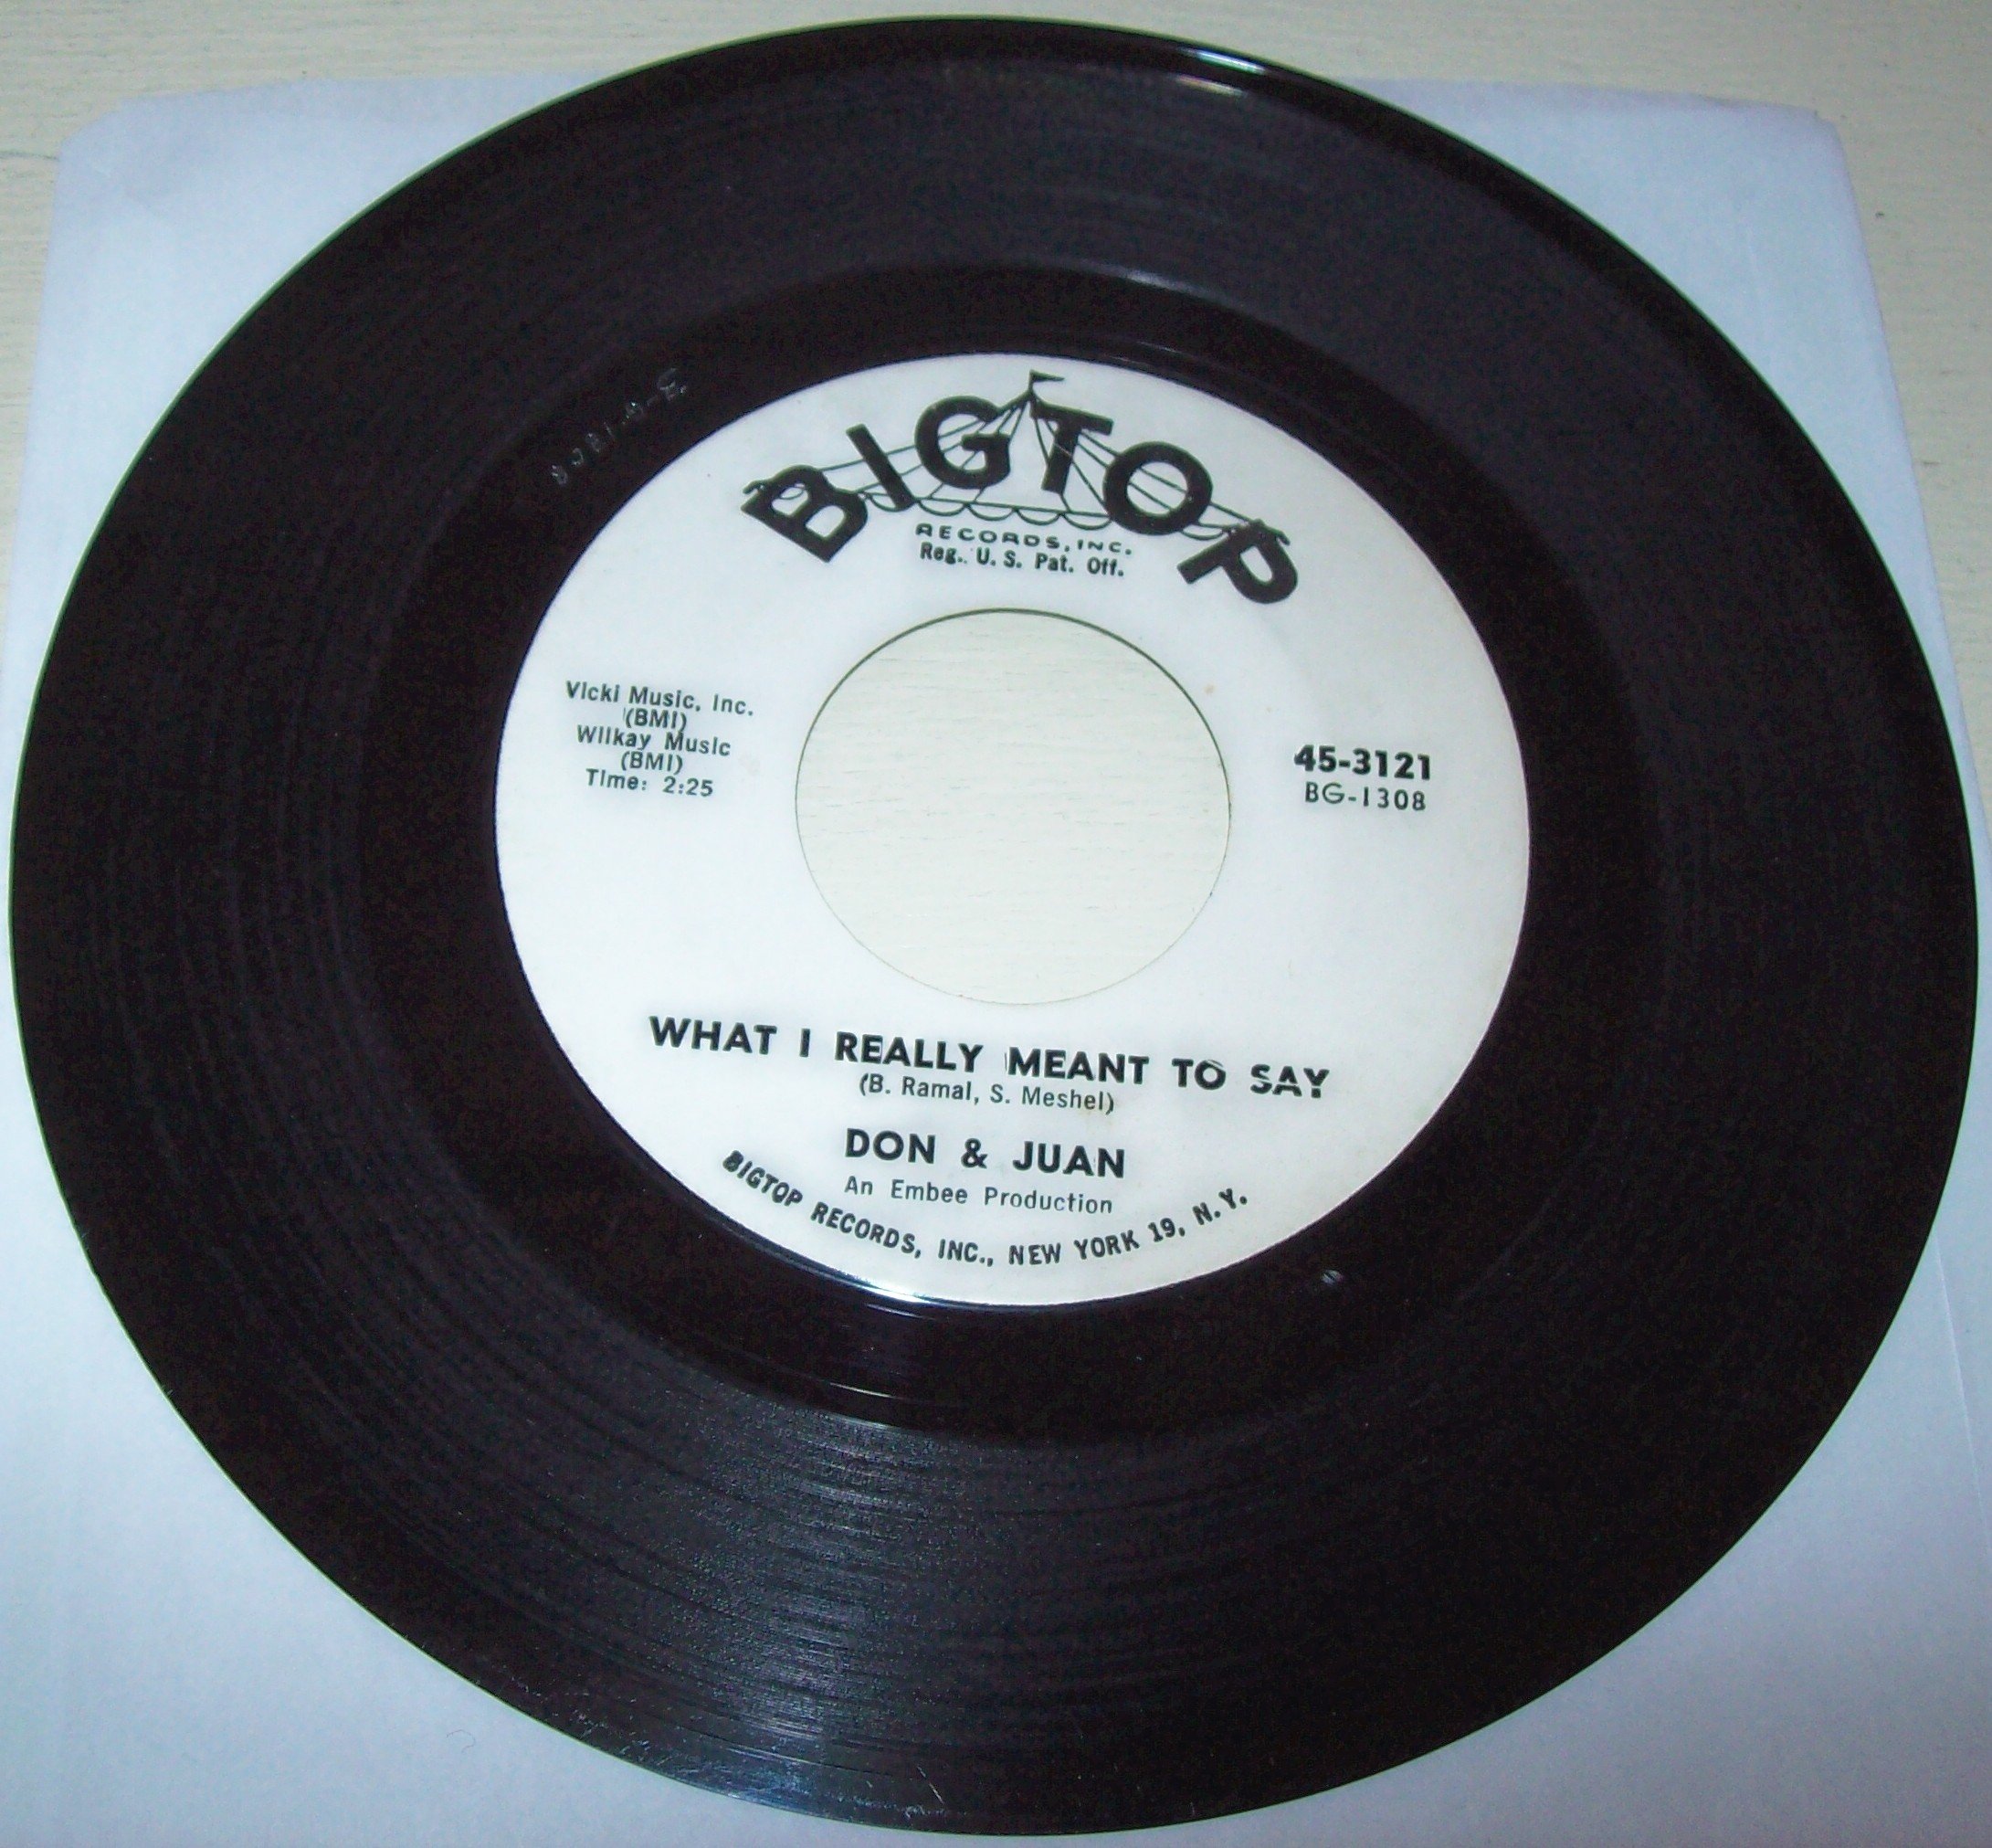 BIGTOP
RECORDS, INC.
Reg. U. S. Pat. Off.
Vicki Music, Inc.
(BMI)
Wilkay Music
(BMI)
Time: 2:25
45-3121
BG-1308
WHAT I REALLY MEANT TO SAY
(B. Ramal, S. Meshel)
DON & JUAN
An Embee Production
BIGTOP RECORDS, INC., NEW YORK 19, N.Y.